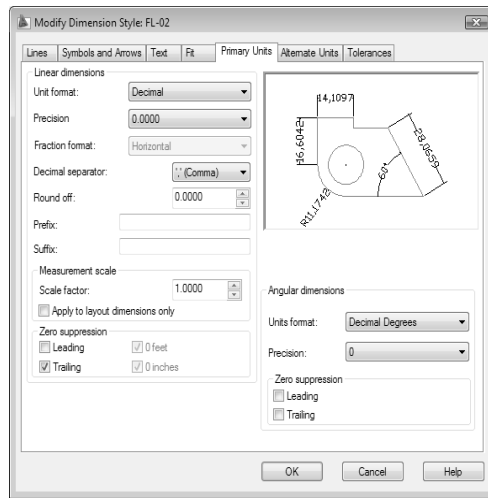 Modify Dimension Style: FL-02
Lines Symbols and Arrows Text Fit Primary Units Alternate Units Tolerances
Linear dimensions
Unit format: Decimal
Precision 0.0000
Fraction format: Horizontal
Decimal separator: ',' (Comma)
Round off: 0.0000
Prefix:
Suffix:
Measurement scale
Scale factor: 1.0000
Apply to layout dimensions only
Zero suppression
Leading 0 feet
Trailing 0 inches
14,1097
16,6042
28,0659
60°
R11,1742
Angular dimensions
Units format: Decimal Degrees
Precision: 0
Zero suppression
Leading
Trailing
OK Cancel Help